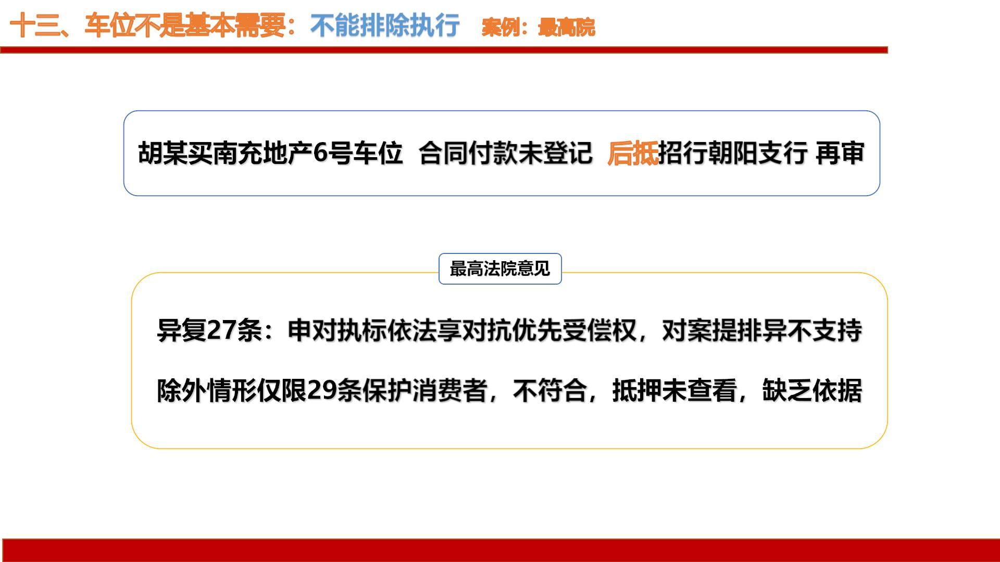 十三、车位不是基本需要：不能排除执行 案例：最高院
胡某买南充地产6号车位 合同付款未登记 后抵招行朝阳支行 再审
最高法院意见
异复27条：申对执标依法享对抗优先受偿权，对案提排异不支持
除外情形仅限29条保护消费者，不符合，抵押未查看，缺乏依据